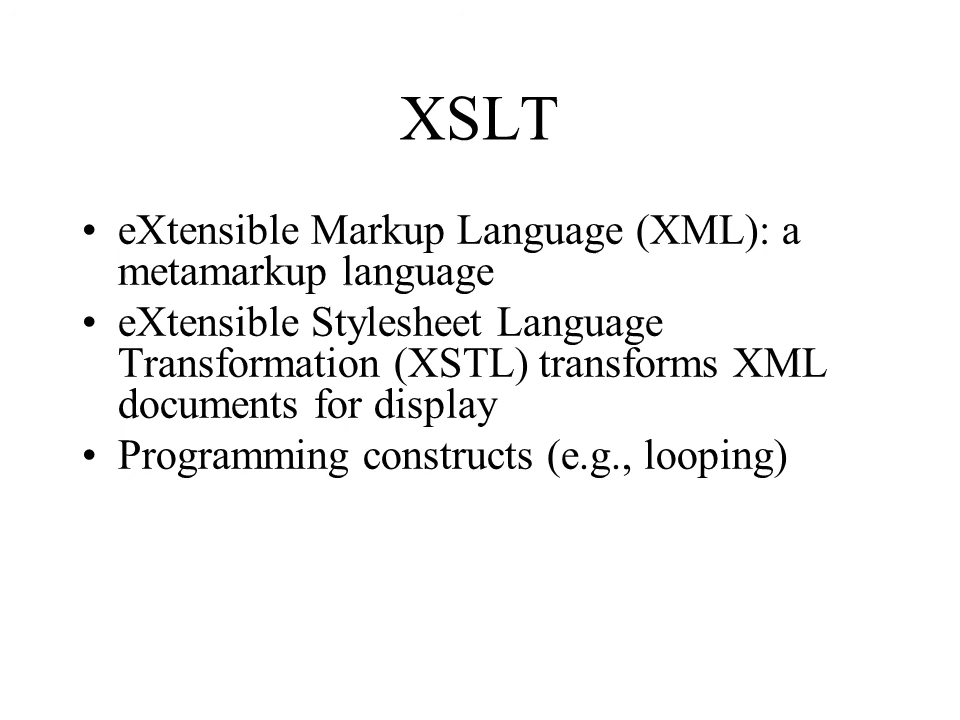 XSLT
• eXtensible Markup Language (XML): a
metamarkup language
• eXtensible Stylesheet Language
Transformation (XSTL) transforms XML
documents for display
• Programming constructs (e.g., looping)